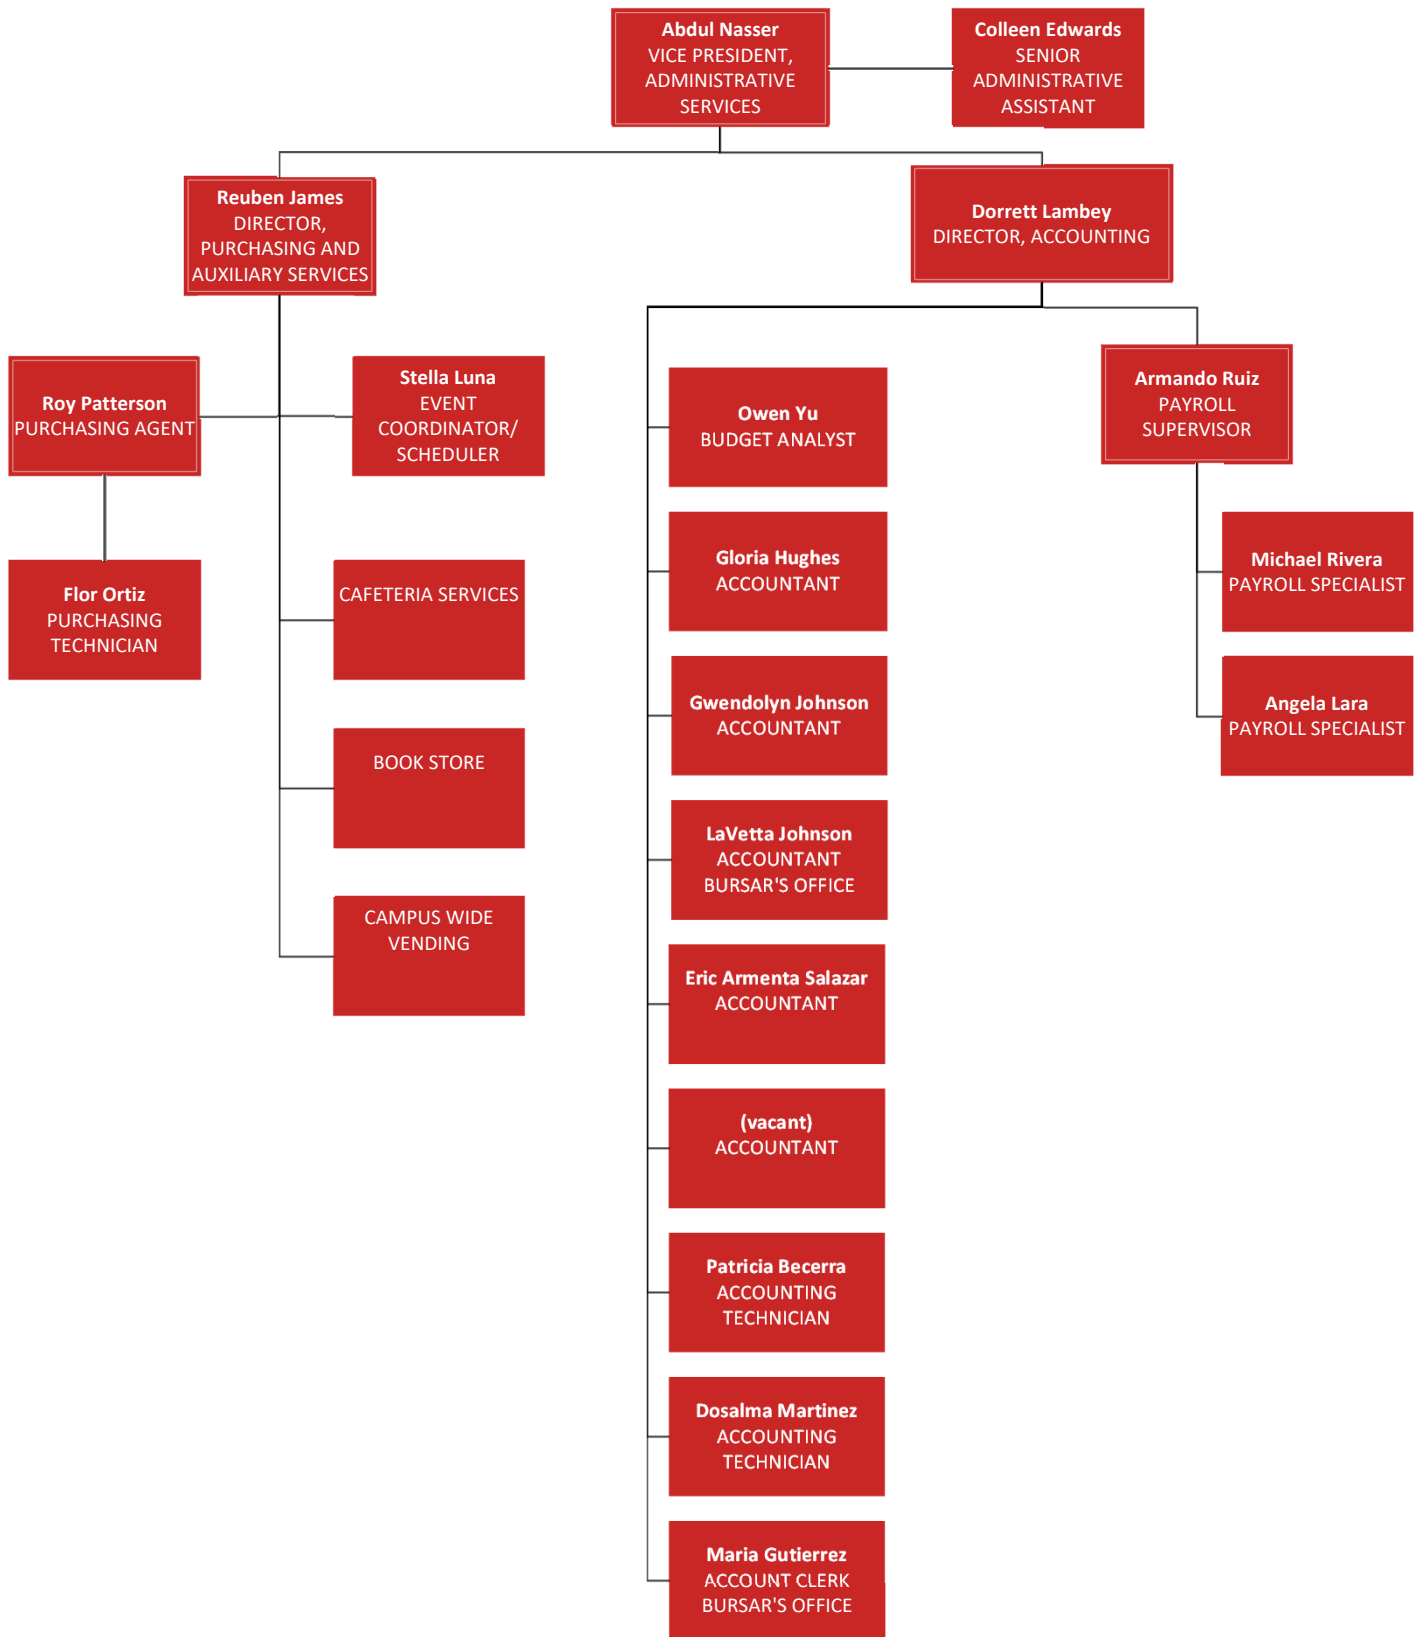 Abdul Nasser
VICE PRESIDENT,
ADMINISTRATIVE
SERVICES
Colleen Edwards
SENIOR
ADMINISTRATIVE
ASSISTANT
Reuben James
DIRECTOR,
PURCHASING AND
AUXILIARY SERVICES
Dorrett Lambey
DIRECTOR, ACCOUNTING
Roy Patterson
PURCHASING AGENT
Stella Luna
EVENT
COORDINATOR/
SCHEDULER
Flor Ortiz
PURCHASING
TECHNICIAN
CAFETERIA SERVICES
BOOK STORE
CAMPUS WIDE
VENDING
Owen Yu
BUDGET ANALYST
Gloria Hughes
ACCOUNTANT
Gwendolyn Johnson
ACCOUNTANT
LaVetta Johnson
ACCOUNTANT
BURSAR'S OFFICE
Eric Armenta Salazar
ACCOUNTANT
(vacant)
ACCOUNTANT
Patricia Becerra
ACCOUNTING
TECHNICIAN
Dosalma Martinez
ACCOUNTING
TECHNICIAN
Maria Gutierrez
ACCOUNT CLERK
BURSAR'S OFFICE
Armando Ruiz
PAYROLL
SUPERVISOR
Michael Rivera
PAYROLL SPECIALIST
Angela Lara
PAYROLL SPECIALIST